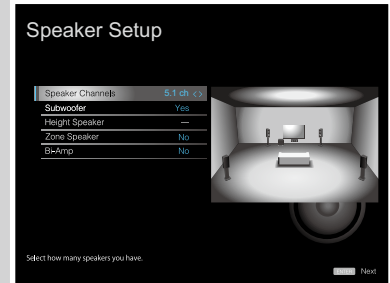 Speaker Setup
Speaker Channels 5.1 ch <>
Subwoofer Yes
Height Speaker —
Zone Speaker No
Bi-Amp No
Select how many speakers you have.
ENTER Next